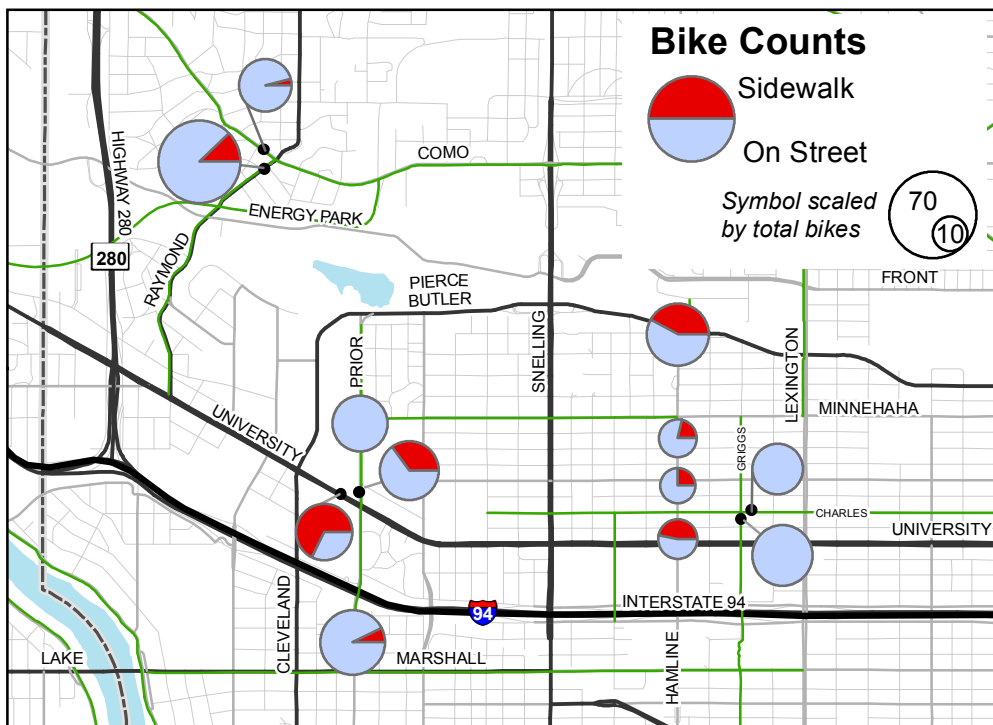 Bike Counts
Sidewalk
On Street
Symbol scaled
by total bikes
70
10
HIGHWAY 280
COMO
ENERGY PARK
280
RAYMOND
PIERCE
BUTLER
FRONT
PRIOR
SNELLING
LEXINGTON
MINNEHAHA
UNIVERSITY
GRIGGS
CHARLES
UNIVERSITY
CLEVELAND
INTERSTATE 94
94
HAMLINE
LAKE
MARSHALL